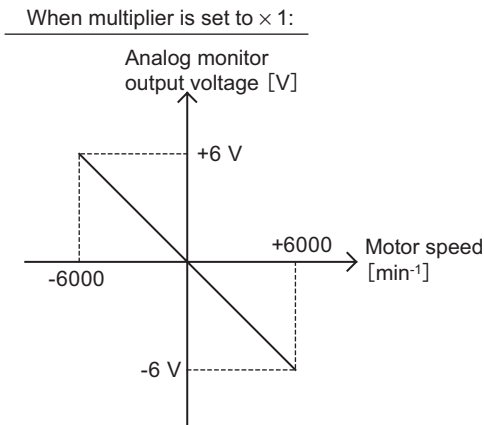 When multiplier is set to × 1:
Analog monitor
output voltage [V]
+6 V
+6000
Motor speed
[min⁻¹]
-6000
-6 V